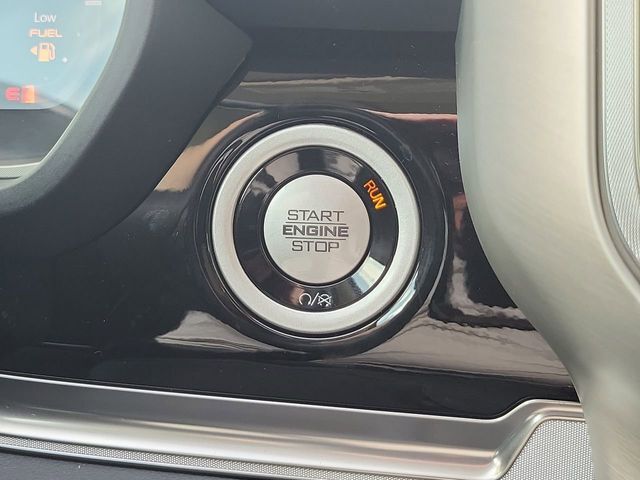 Low
FUEL
E
RUN
START
ENGINE
STOP